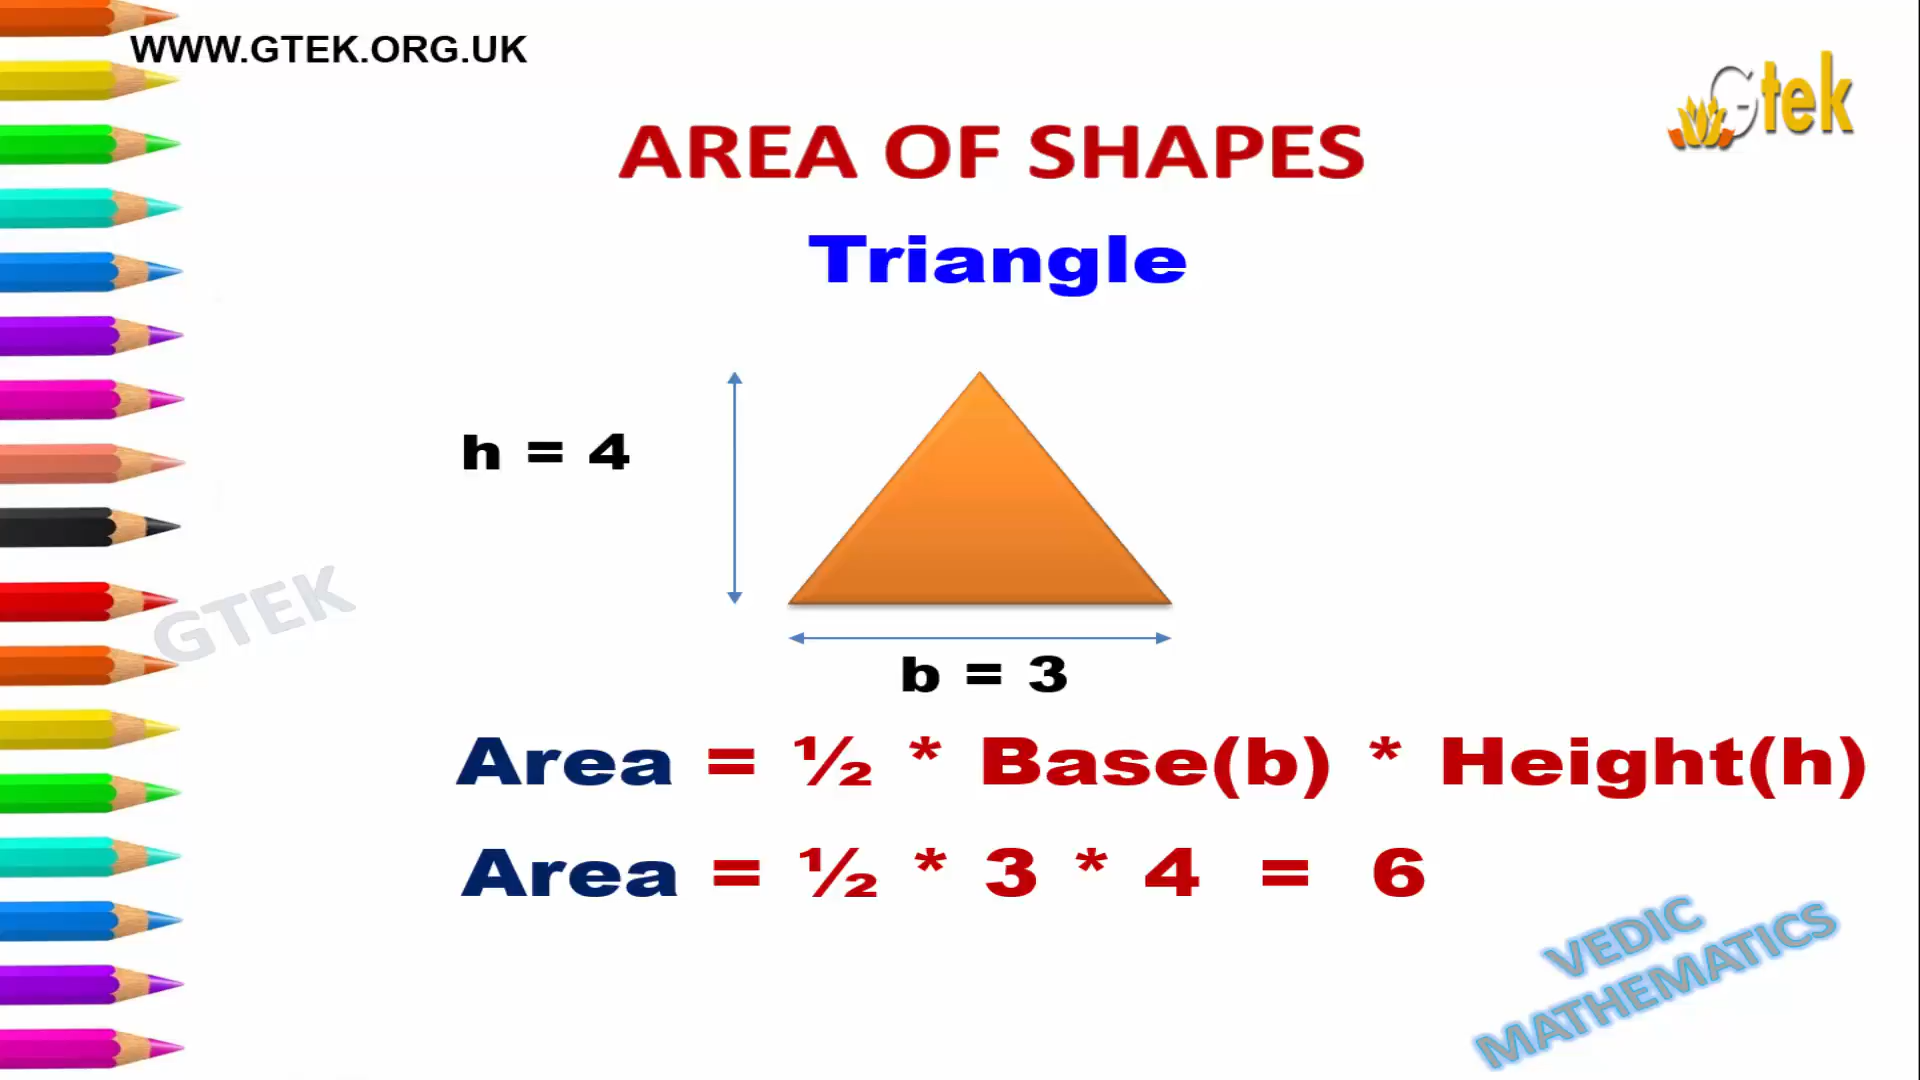 WWW.GTEK.ORG.UK
Gtek
AREA OF SHAPES
Triangle
h = 4
GTEK
b = 3
Area = ½ * Base(b) * Height(h)
Area = ½ * 3 * 4 = 6
VEDIC
MATHEMATICS